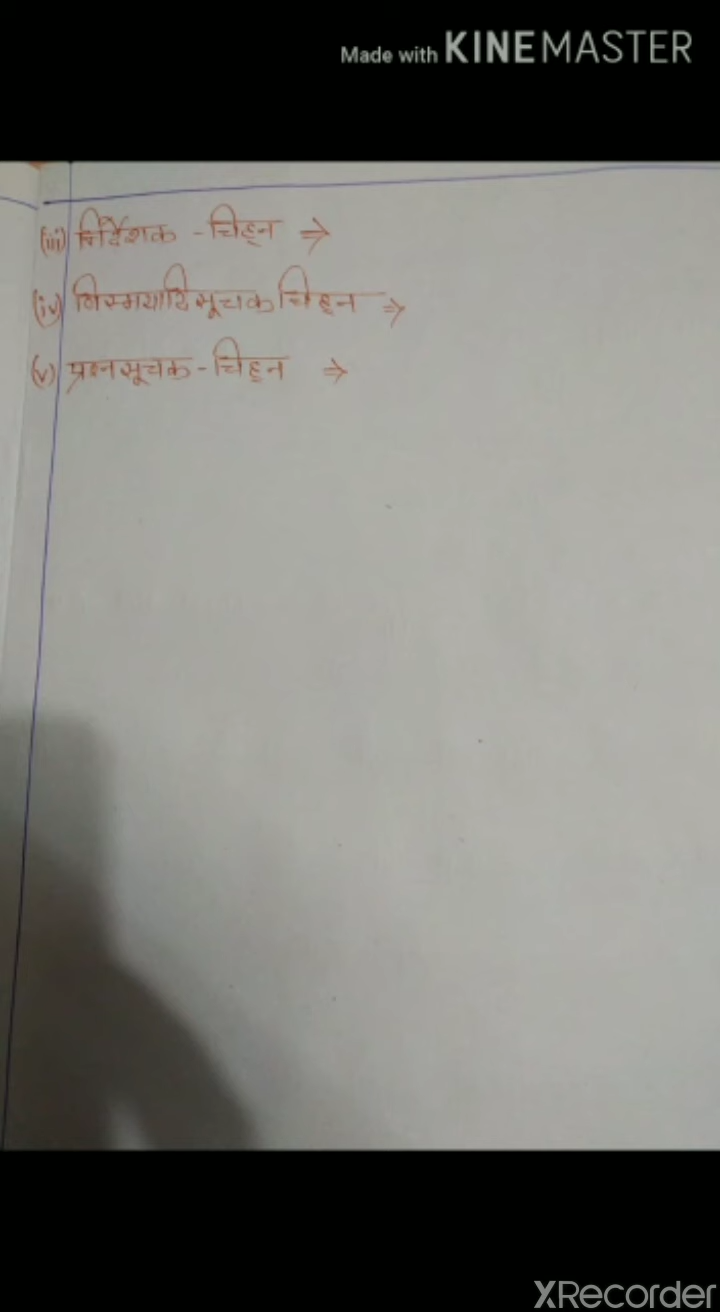 Made with KINEMASTER
(iii) निर्देशक - चिह्न ⇒
(iv) विस्मयादिसूचक चिह्न ⇒
(v) प्रश्नसूचक - चिह्न ⇒
XRecorder